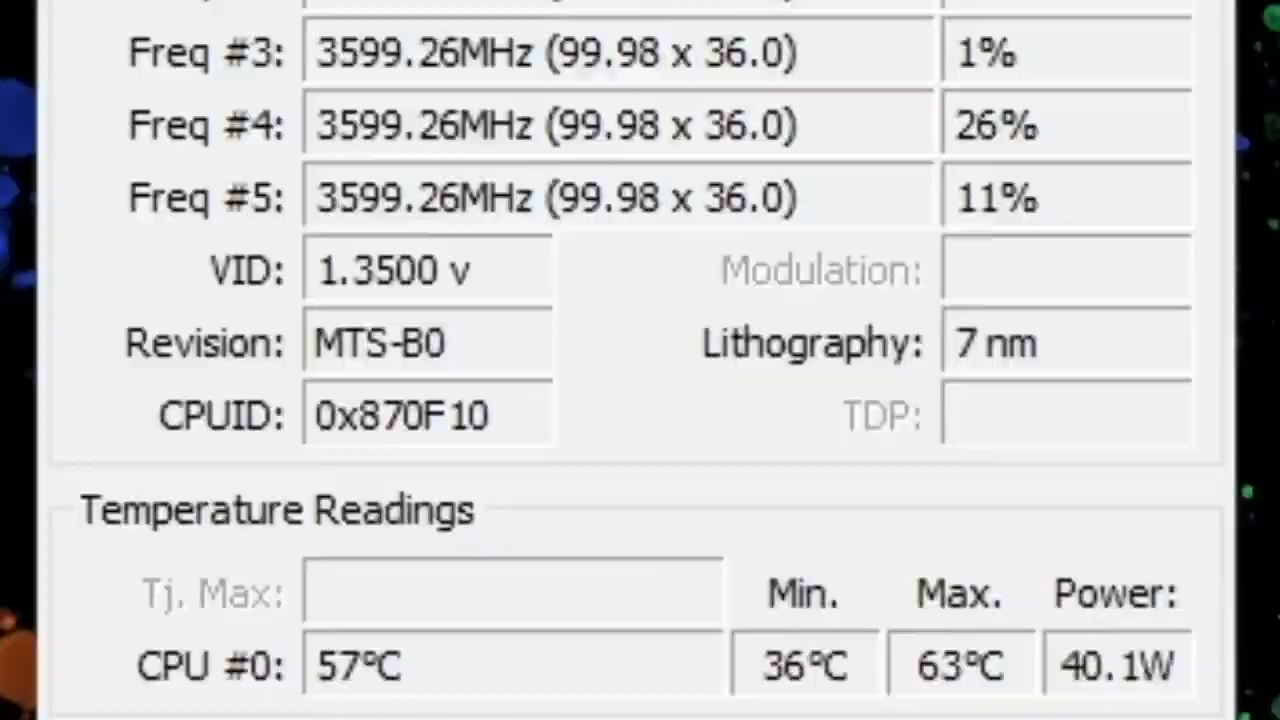 Freq #3: 3599.26MHz (99.98 x 36.0) 1%
Freq #4: 3599.26MHz (99.98 x 36.0) 26%
Freq #5: 3599.26MHz (99.98 x 36.0) 11%
VID: 1.3500 v Modulation:
Revision: MTS-B0 Lithography: 7 nm
CPUID: 0x870F10 TDP:
Temperature Readings
Tj. Max: Min. Max. Power:
CPU #0: 57°C 36°C 63°C 40.1W